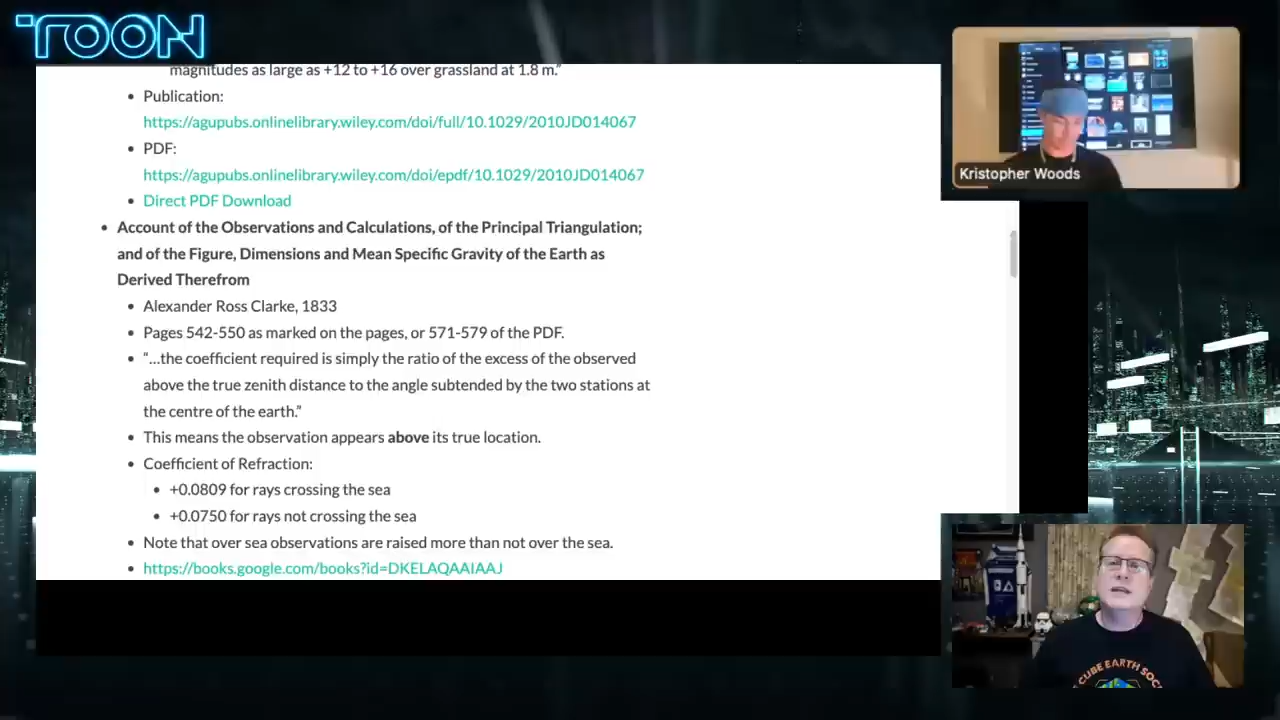 TOON
magnitudes as large as +12 to +16 over grassland at 1.8 m.”
• Publication:
https://agupubs.onlinelibrary.wiley.com/doi/full/10.1029/2010JD014067
• PDF:
https://agupubs.onlinelibrary.wiley.com/doi/epdf/10.1029/2010JD014067
• Direct PDF Download
• Account of the Observations and Calculations, of the Principal Triangulation;
and of the Figure, Dimensions and Mean Specific Gravity of the Earth as
Derived Therefrom
• Alexander Ross Clarke, 1833
• Pages 542-550 as marked on the pages, or 571-579 of the PDF.
• “…the coefficient required is simply the ratio of the excess of the observed
above the true zenith distance to the angle subtended by the two stations at
the centre of the earth.”
• This means the observation appears above its true location.
• Coefficient of Refraction:
• +0.0809 for rays crossing the sea
• +0.0750 for rays not crossing the sea
• Note that over sea observations are raised more than not over the sea.
• https://books.google.com/books?id=DKELAQAAIAAJ
Kristopher Woods
CUBE EARTH SOC